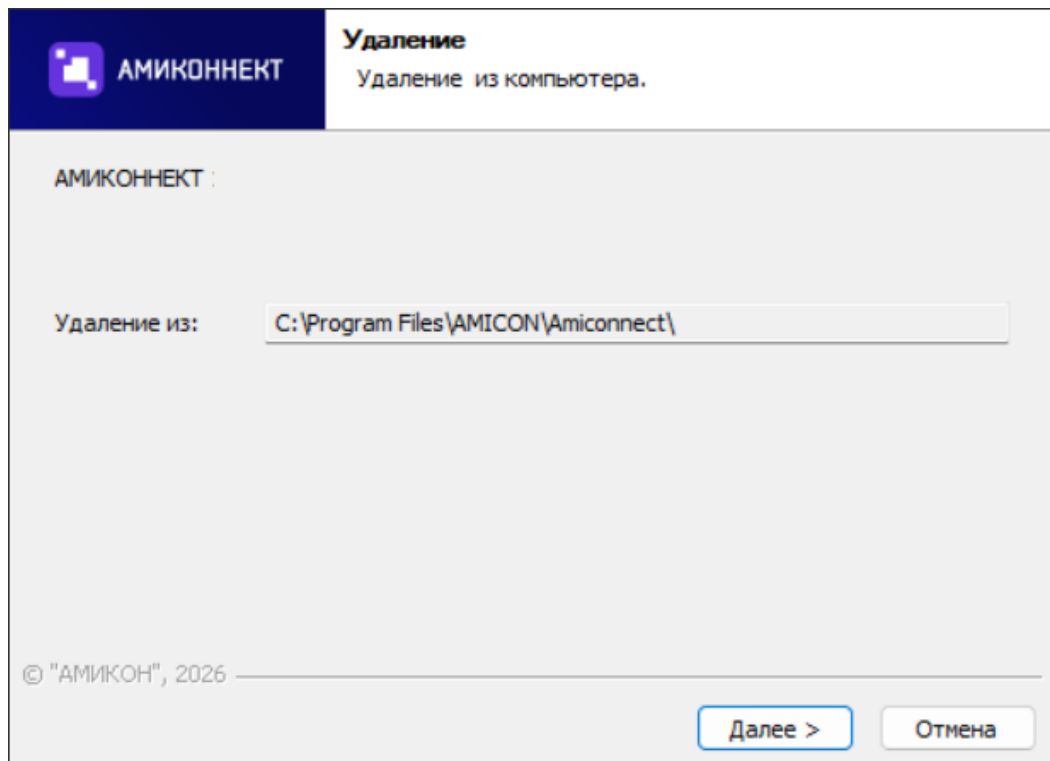 АМИКОННЕКТ
Удаление
Удаление из компьютера.
АМИКОННЕКТ :
Удаление из: C:\Program Files\AMICON\Amiconnect\
© "АМИКОН", 2026
Далее > Отмена